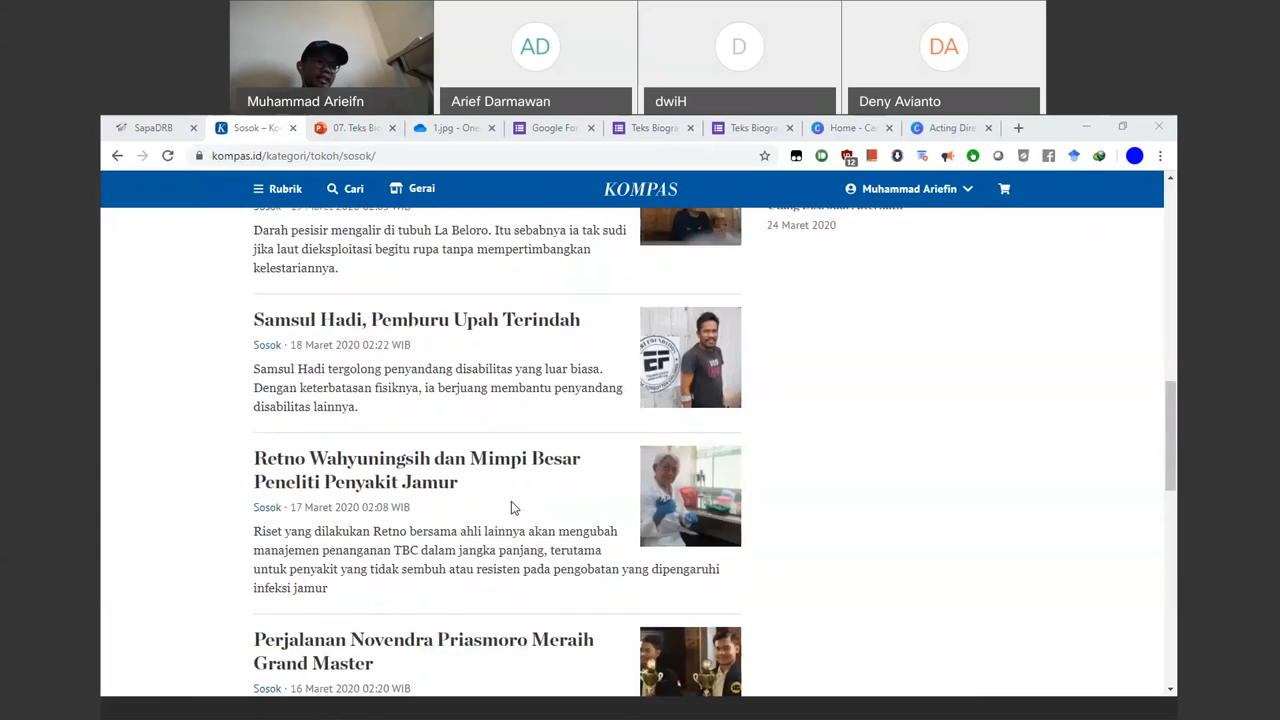 AD
D
DA
Muhammad Arieifn
Arief Darmawan
dwiH
Deny Avianto
SapaDRB
Sosok – Ko
07. Teks Bio
1.jpg - One
Google For
Teks Biogra
Teks Biogra
Home - Ca
Acting Dire
kompas.id/kategori/tokoh/sosok/
12
Rubrik
Cari
Gerai
KOMPAS
Muhammad Ariefin
Darah pesisir mengalir di tubuh La Beloro. Itu sebabnya ia tak sudi
jika laut dieksploitasi begitu rupa tanpa mempertimbangkan
kelestariannya.
24 Maret 2020
Samsul Hadi, Pemburu Upah Terindah
Sosok · 18 Maret 2020 02:22 WIB
Samsul Hadi tergolong penyandang disabilitas yang luar biasa.
Dengan keterbatasan fisiknya, ia berjuang membantu penyandang
disabilitas lainnya.
EF
Retno Wahyuningsih dan Mimpi Besar
Peneliti Penyakit Jamur
Sosok · 17 Maret 2020 02:08 WIB
Riset yang dilakukan Retno bersama ahli lainnya akan mengubah
manajemen penanganan TBC dalam jangka panjang, terutama
untuk penyakit yang tidak sembuh atau resisten pada pengobatan yang dipengaruhi
infeksi jamur
Perjalanan Novendra Priasmoro Meraih
Grand Master
Sosok · 16 Maret 2020 02:20 WIB